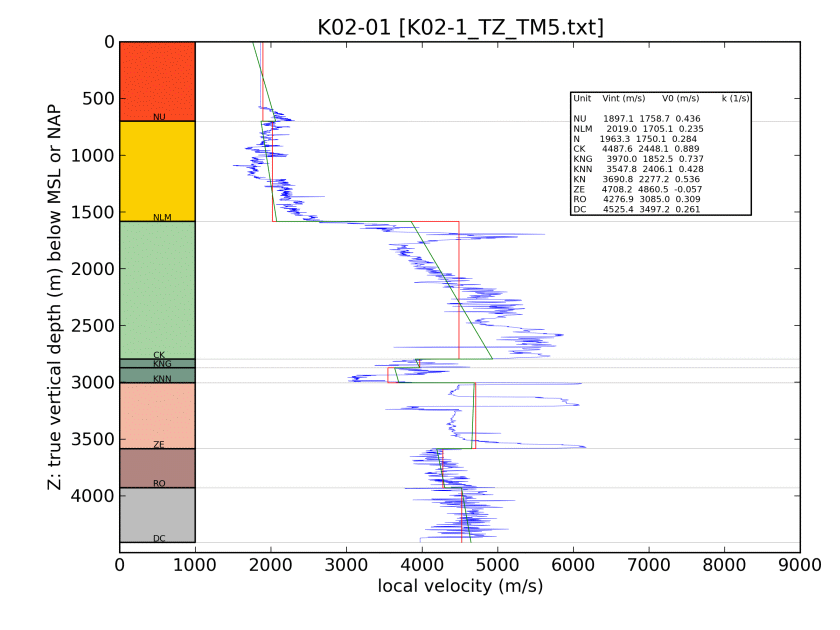 K02-01 [K02-1_TZ_TM5.txt]
Z: true vertical depth (m) below MSL or NAP
0
500
1000
1500
2000
2500
3000
3500
4000
NU
NLM
CK
KNG
KNN
ZE
RO
DC
Unit Vint (m/s) V0 (m/s) k (1/s)
NU 1897.1 1758.7 0.436
NLM 2019.0 1705.1 0.235
N 1963.3 1750.1 0.284
CK 4487.6 2448.1 0.889
KNG 3970.0 1852.5 0.737
KNN 3547.8 2406.1 0.428
KN 3690.8 2277.2 0.536
ZE 4708.2 4860.5 -0.057
RO 4276.9 3085.0 0.309
DC 4525.4 3497.2 0.261
0 1000 2000 3000 4000 5000 6000 7000 8000 9000
local velocity (m/s)